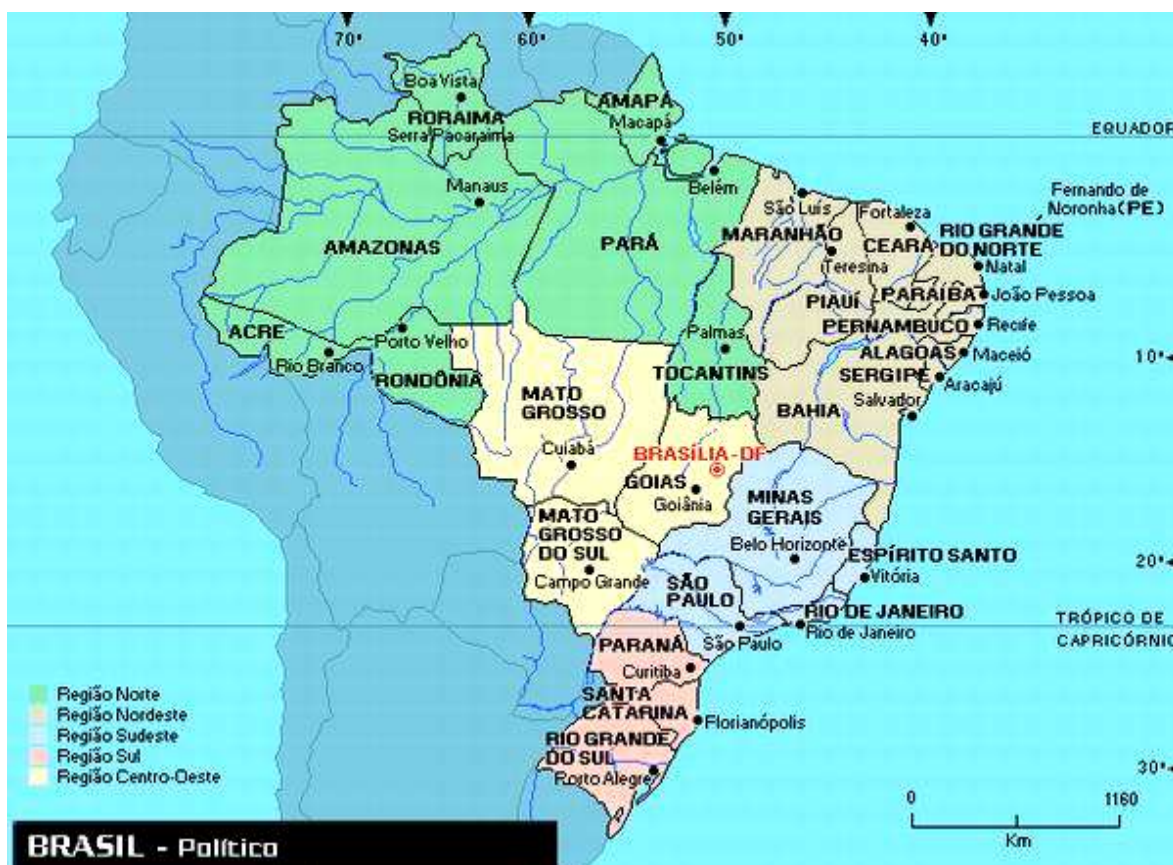 70° 60° 50° 40°
Boa Vista
RORAIMA
Serra Pacaraima
AMAPÁ
Macapá
EQUADOR
Manaus
Belém
São Luís
Fortaleza
Fernando de
Noronha(PE)
AMAZONAS
PARÁ
MARANHÃO
CEARÁ
RIO GRANDE
DO NORTE
Teresina
Natal
PIAUÍ
PARAÍBA
João Pessoa
ACRE
Porto Velho
Palmas
PERNAMBUCO
Recife
Rio Branco
ALAGOAS
Maceió
10°
RONDÔNIA
TOCANTINS
SERGIPE
Aracajú
MATO
GROSSO
BAHIA
Salvador
Cuiabá
BRASÍLIA-DF
GOIAS
Goiânia
MINAS
GERAIS
MATO
GROSSO
DO SUL
Belo Horizonte
ESPÍRITO SANTO
Campo Grande
Vitória
20°
SÃO
PAULO
RIO DE JANEIRO
São Paulo
Rio de Janeiro
TRÓPICO DE
CAPRICÓRNIO
PARANÁ
Curitiba
SANTA
CATARINA
Florianópolis
RIO GRANDE
DO SUL
Porto Alegre
30°
Região Norte
Região Nordeste
Região Sudeste
Região Sul
Região Centro-Oeste
0 1160
Km
BRASIL - Político